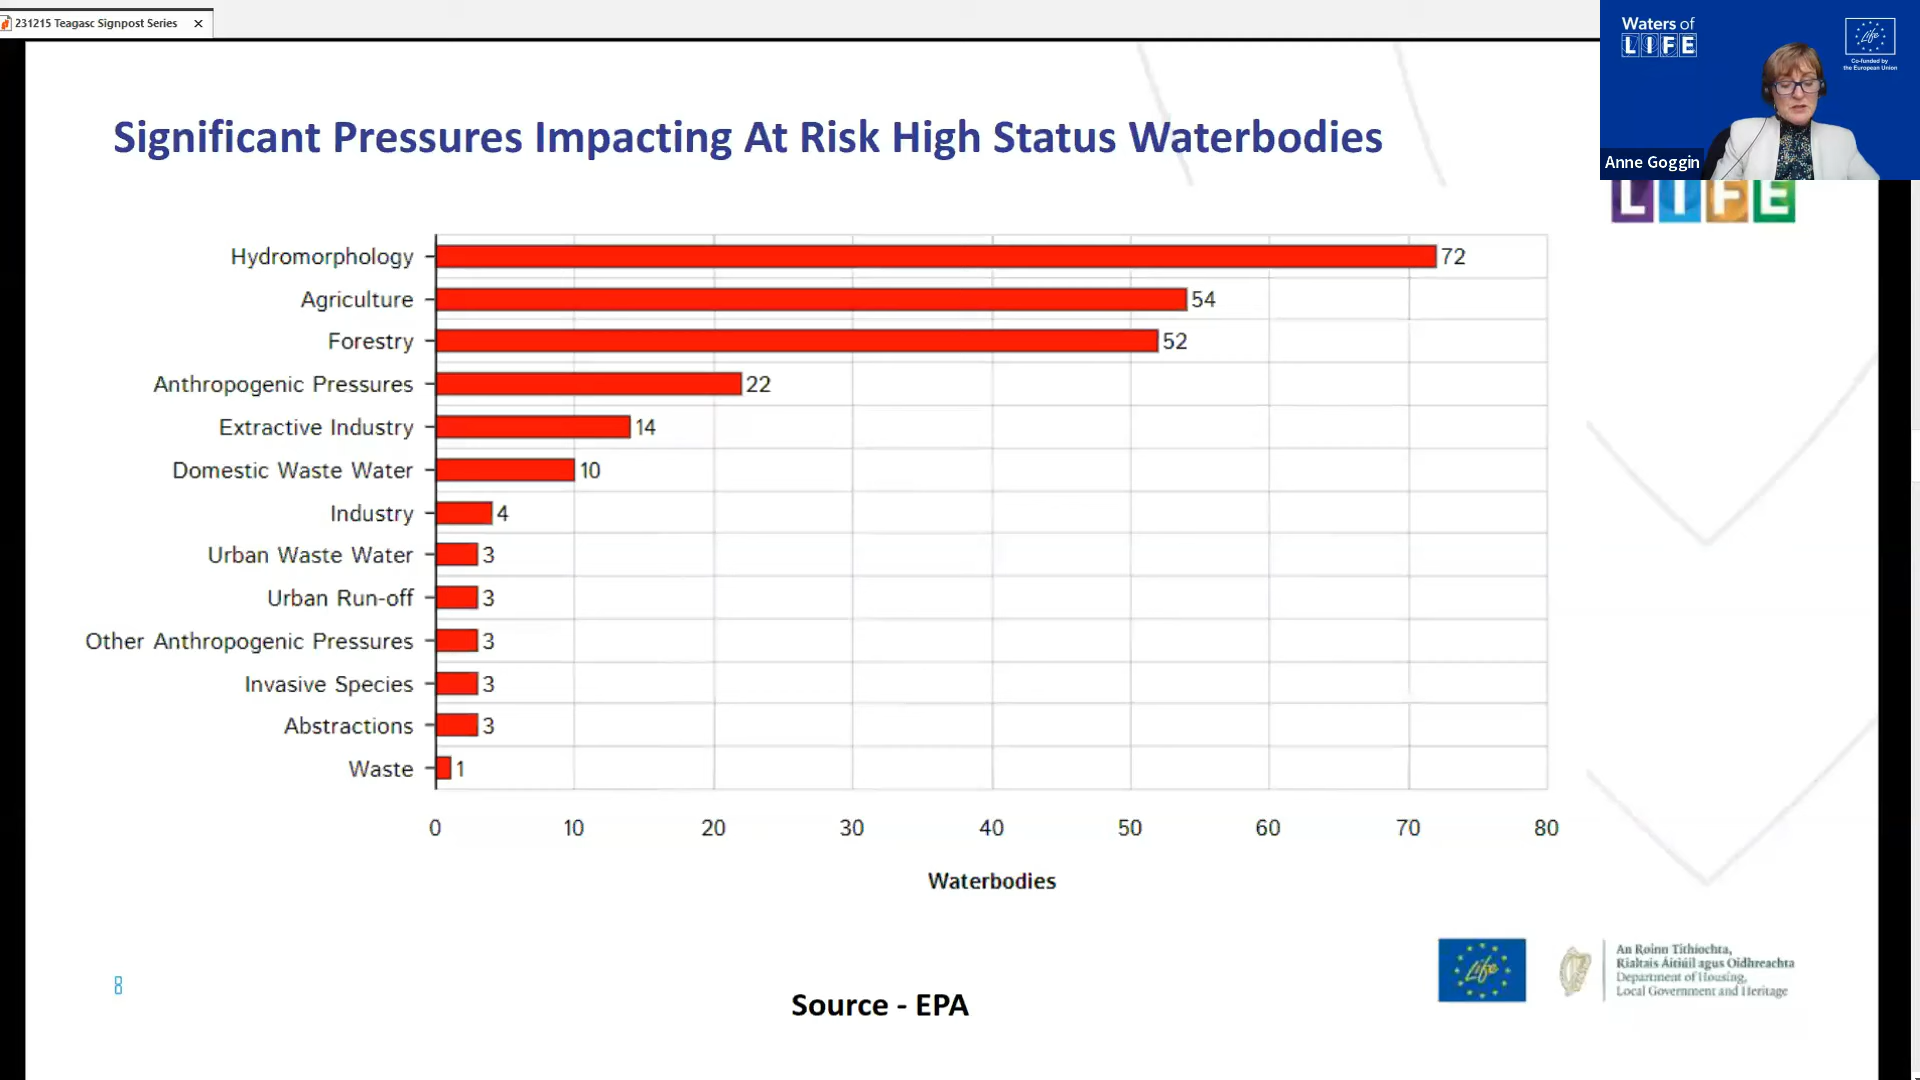 231215 Teagasc Signpost Series
Waters of
LIFE
Life
Co-funded by
the European Union
Anne Goggin
LIFE
Significant Pressures Impacting At Risk High Status Waterbodies
Hydromorphology 72
Agriculture 54
Forestry 52
Anthropogenic Pressures 22
Extractive Industry 14
Domestic Waste Water 10
Industry 4
Urban Waste Water 3
Urban Run-off 3
Other Anthropogenic Pressures 3
Invasive Species 3
Abstractions 3
Waste 1
0 10 20 30 40 50 60 70 80
Waterbodies
Life
An Roinn Tithíochta,
Rialtais Áitiúil agus Oidhreachta
Department of Housing,
Local Government and Heritage
8
Source - EPA